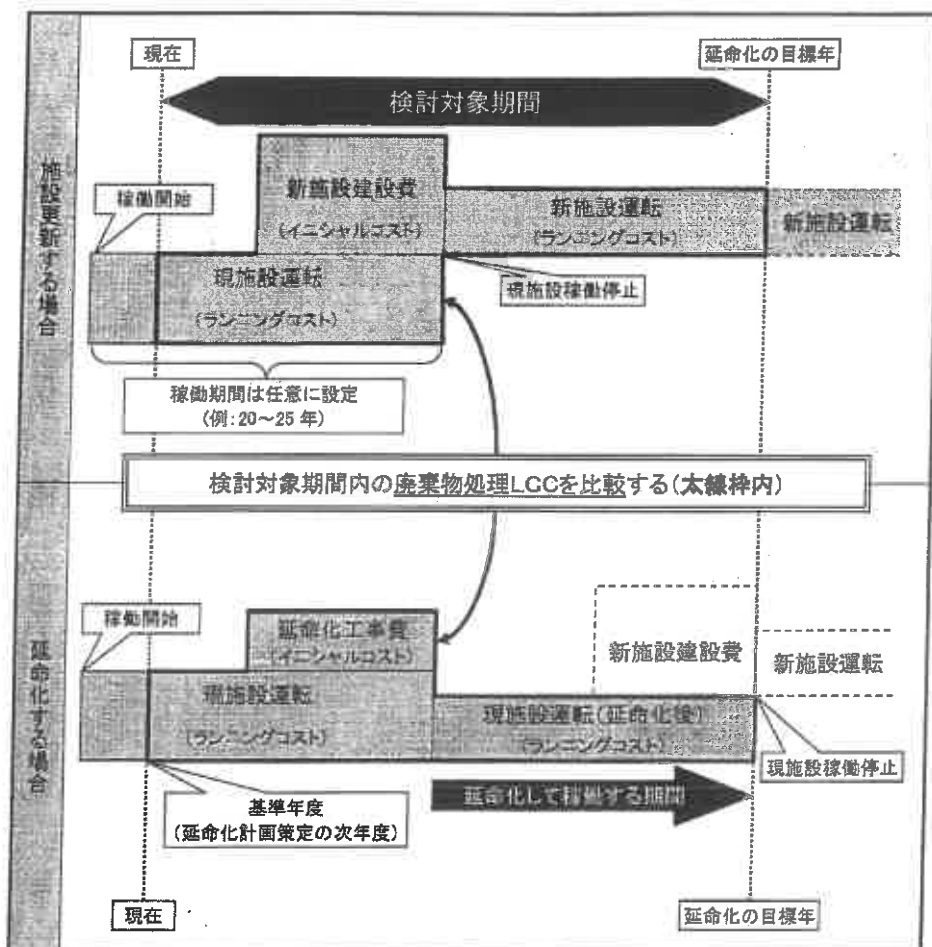 現在
延命化の目標年
検討対象期間
施設更新する場合
稼働開始
新施設建設費
(イニシャルコスト)
新施設運転
(ランニングコスト)
新施設運転
現施設運転
(ランニングコスト)
現施設稼働停止
稼働期間は任意に設定
(例:20~25年)
検討対象期間内の廃棄物処理LCCを比較する(太線枠内)
延命化する場合
稼働開始
延命化工事費
(イニシャルコスト)
新施設建設費
新施設運転
現施設運転
(ランニングコスト)
現施設運転(延命化後)
(ランニングコスト)
現施設稼働停止
延命化して稼働する期間
基準年度
(延命化計画策定の次年度)
現在
延命化の目標年